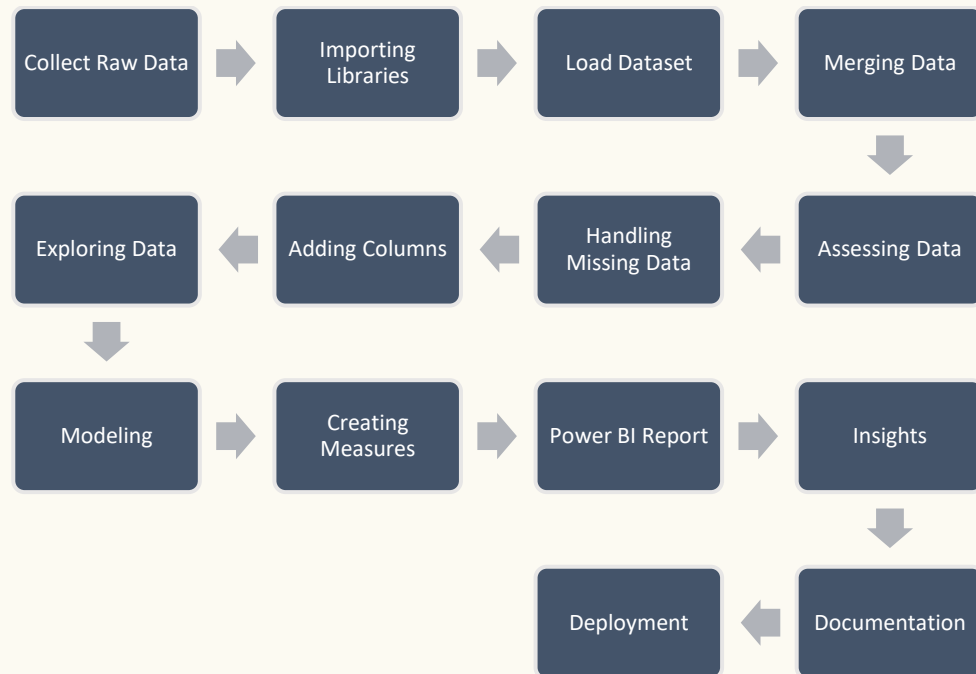 Collect Raw Data
Importing
Libraries
Load Dataset
Merging Data
Assessing Data
Handling
Missing Data
Adding Columns
Exploring Data
Modeling
Creating
Measures
Power BI Report
Insights
Documentation
Deployment